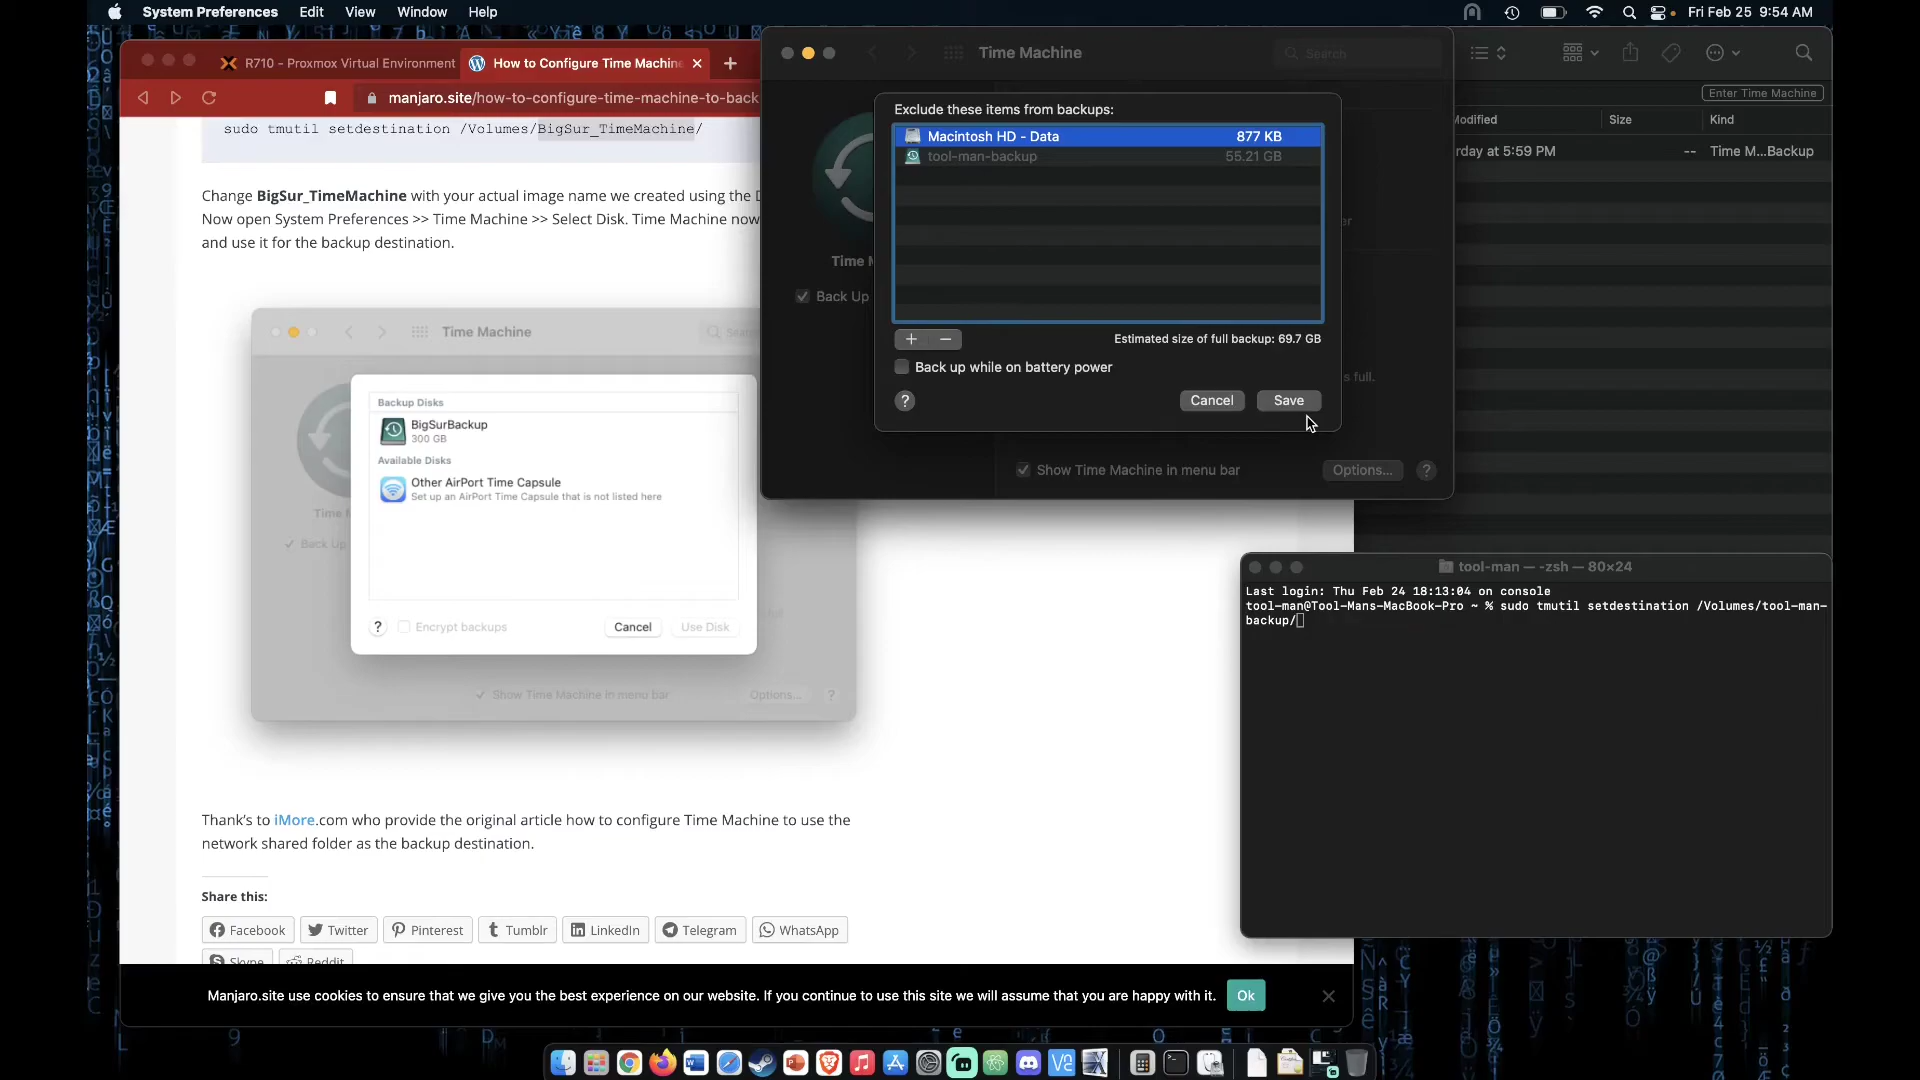 System Preferences Edit View Window Help
Fri Feb 25 9:54 AM
R710 - Proxmox Virtual Environment
How to Configure Time Machine
manjaro.site/how-to-configure-time-machine-to-back
sudo tmutil setdestination /Volumes/BigSur_TimeMachine/
Change BigSur_TimeMachine with your actual image name we created using the
Now open System Preferences >> Time Machine >> Select Disk. Time Machine now
and use it for the backup destination.
Time Machine
Backup Disks
BigSurBackup
300 GB
Available Disks
Other AirPort Time Capsule
Set up an AirPort Time Capsule that is not listed here
Time
Back Up
? Encrypt backups Cancel Use Disk
Show Time Machine in menu bar Options... ?
Thank's to iMore.com who provide the original article how to configure Time Machine to use the
network shared folder as the backup destination.
Share this:
Facebook Twitter Pinterest Tumblr LinkedIn Telegram WhatsApp
Skype Reddit
Manjaro.site use cookies to ensure that we give you the best experience on our website. If you continue to use this site we will assume that you are happy with it. Ok
Time Machine
Search
Exclude these items from backups:
Macintosh HD - Data 877 KB
tool-man-backup 55.21 GB
Time
Back Up
+ −
Estimated size of full backup: 69.7 GB
Back up while on battery power
? Cancel Save
s full.
Show Time Machine in menu bar Options... ?
Enter Time Machine
Size Kind
rday at 5:59 PM -- Time M...Backup
tool-man — -zsh — 80×24
Last login: Thu Feb 24 18:13:04 on console
tool-man@Tool-Mans-MacBook-Pro ~ % sudo tmutil setdestination /Volumes/tool-man-
backup/